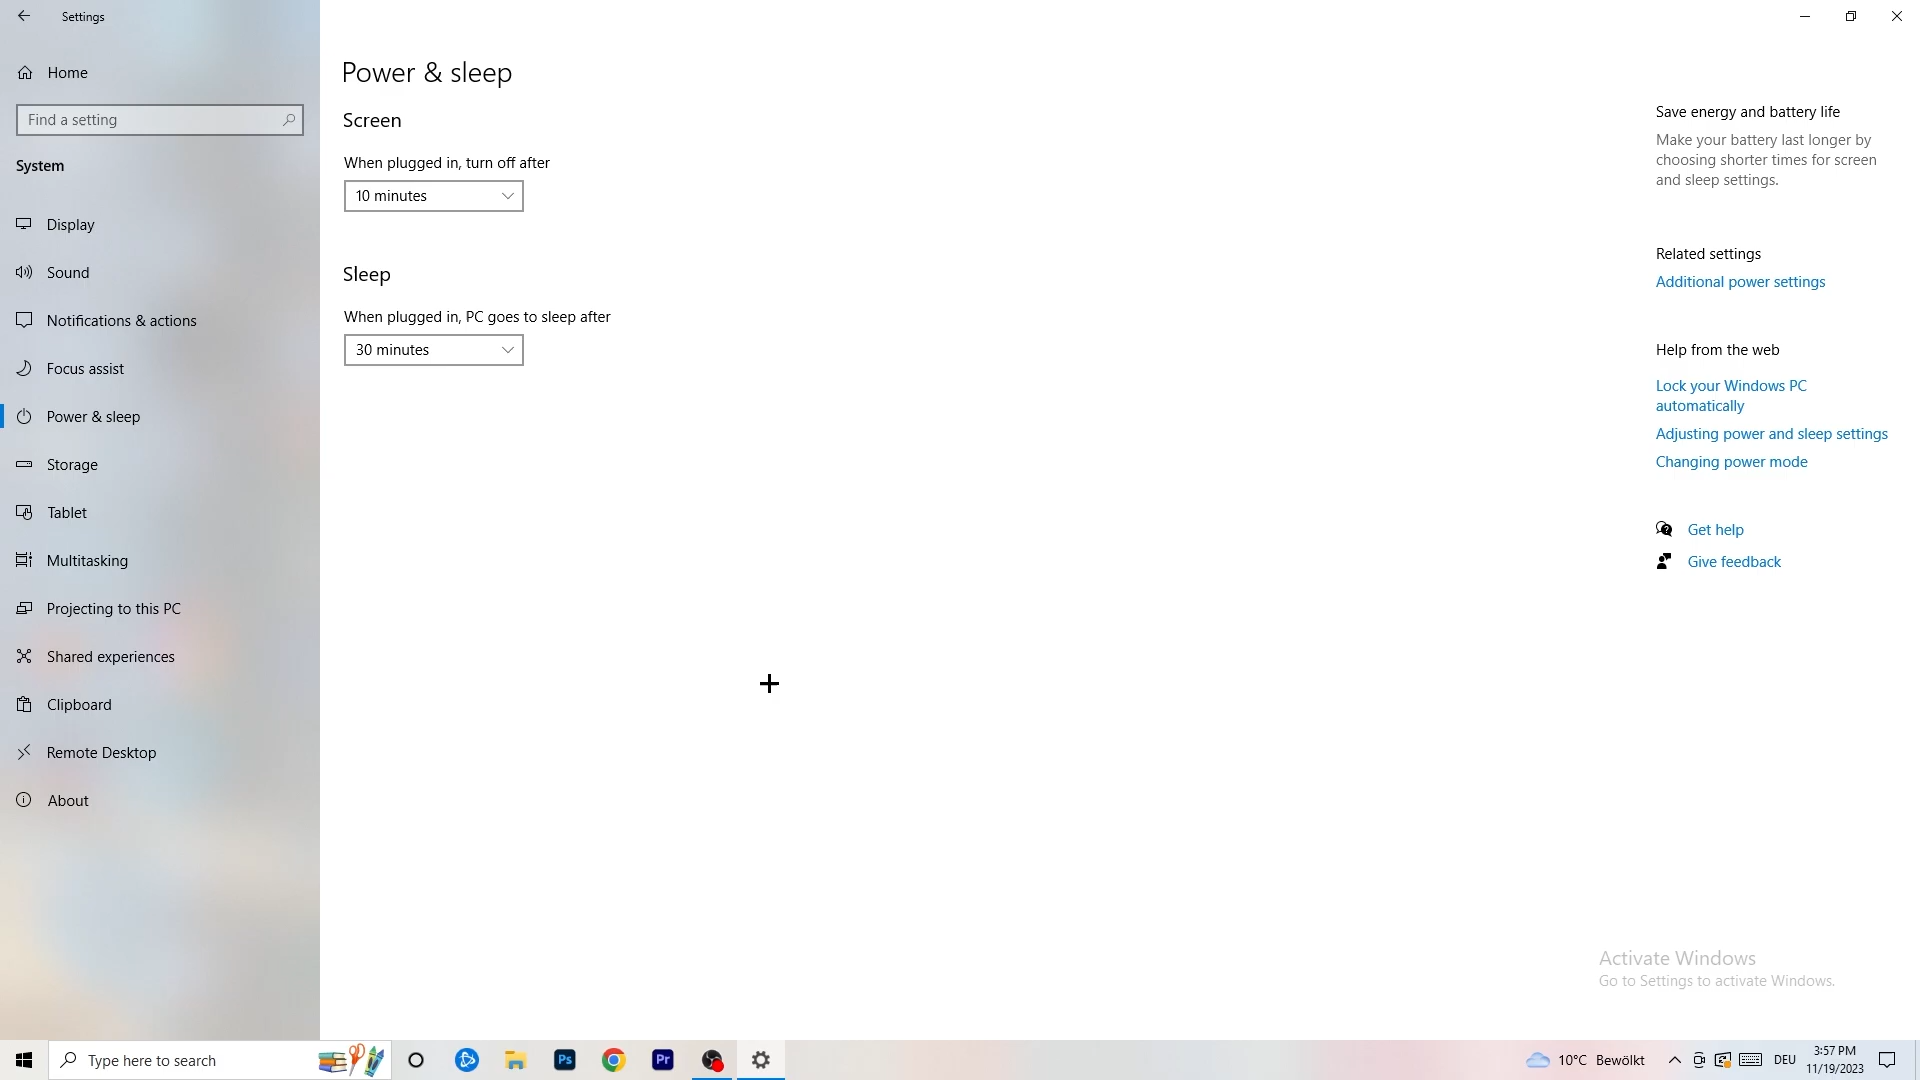 Settings
Home
Find a setting
System
Display
Sound
Notifications & actions
Focus assist
Power & sleep
Storage
Tablet
Multitasking
Projecting to this PC
Shared experiences
Clipboard
Remote Desktop
About
Power & sleep
Screen
When plugged in, turn off after
10 minutes
Sleep
When plugged in, PC goes to sleep after
30 minutes
Save energy and battery life
Make your battery last longer by
choosing shorter times for screen
and sleep settings.
Related settings
Additional power settings
Help from the web
Lock your Windows PC
automatically
Adjusting power and sleep settings
Changing power mode
Get help
Give feedback
Activate Windows
Go to Settings to activate Windows.
Type here to search
Ps
Pr
10°C Bewölkt
DEU
3:57 PM
11/19/2023